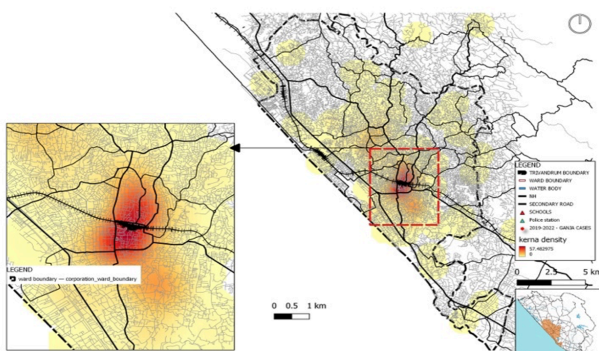 LEGEND
ward boundary — corporation_ward_boundary
0 0.5 1 km
LEGEND
TRIVANDRUM BOUNDARY
WARD BOUNDARY
WATER BODY
NH
SECONDARY ROAD
SCHOOLS
Police station
2019-2022 - GANJA CASES
kerna density
57.482975
0
0 2.5 5 km